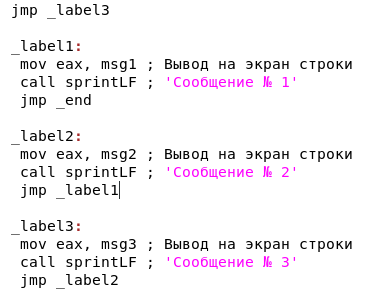 jmp _label3
_label1:
mov eax, msg1 ; Вывод на экран строки
call sprintLF ; 'Сообщение № 1'
jmp _end
_label2:
mov eax, msg2 ; Вывод на экран строки
call sprintLF ; 'Сообщение № 2'
jmp _label1
_label3:
mov eax, msg3 ; Вывод на экран строки
call sprintLF ; 'Сообщение № 3'
jmp _label2